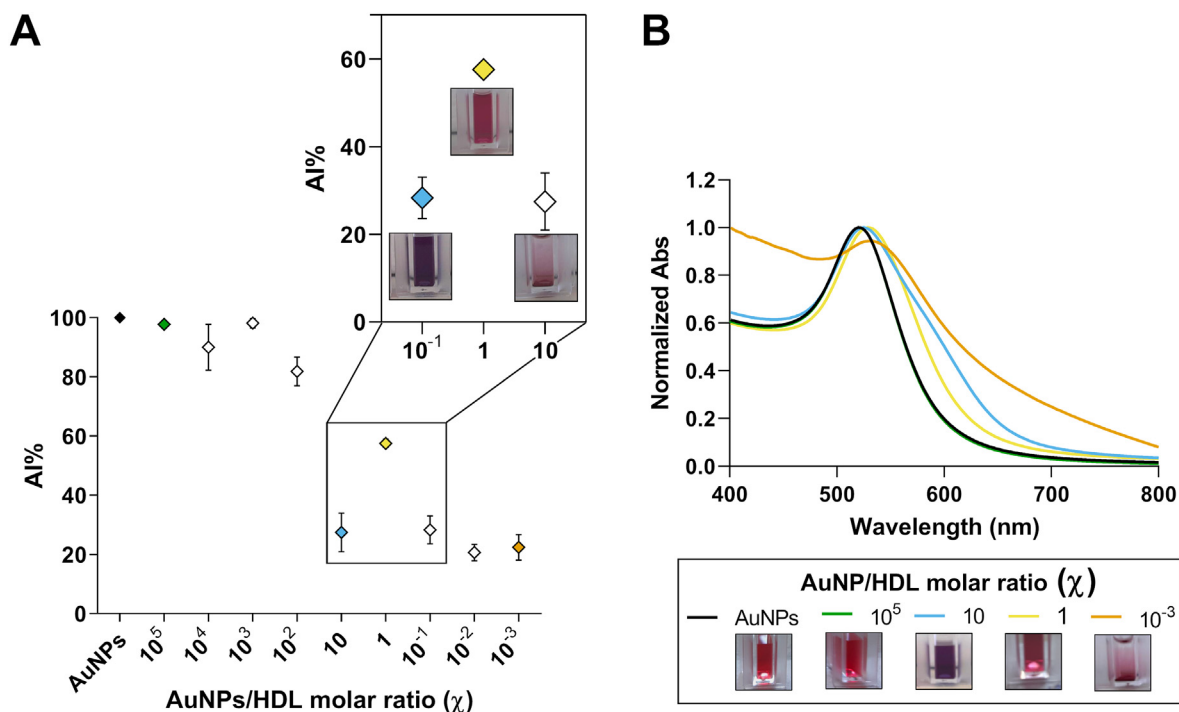 A
B
AI%
60
40
20
0
10⁻¹ 1 10
AI%
100
80
60
40
20
0
AuNPs 10⁵ 10⁴ 10³ 10² 10 1 10⁻¹ 10⁻² 10⁻³
AuNPs/HDL molar ratio (χ)
Normalized Abs
1.2
1.0
0.8
0.6
0.4
0.2
0.0
400 500 600 700 800
Wavelength (nm)
AuNP/HDL molar ratio (χ)
AuNPs 10⁵ 10 1 10⁻³